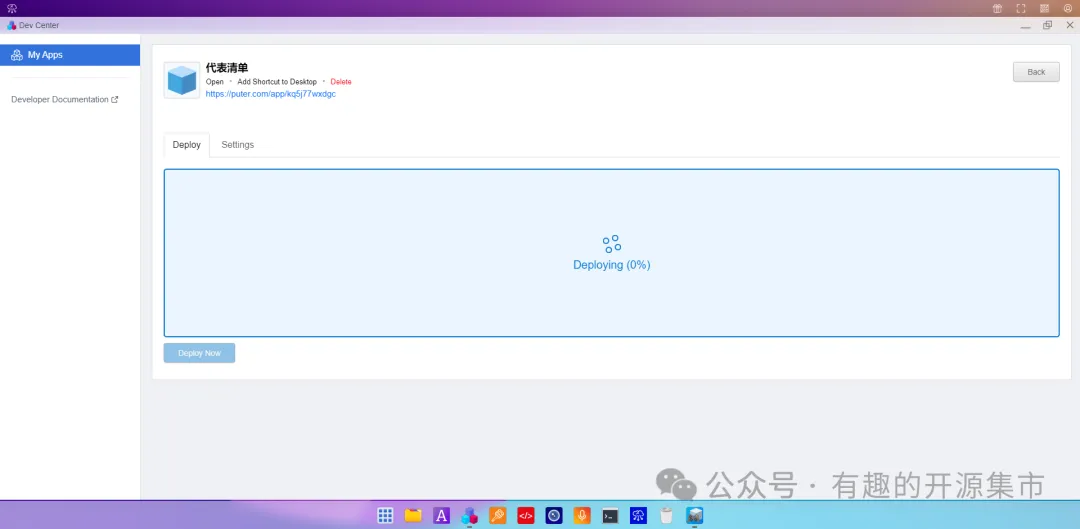 Dev Center
My Apps
Developer Documentation
代表清单
Open • Add Shortcut to Desktop • Delete
https://puter.com/app/kq5j77wxdgc
Back
Deploy
Settings
Deploying (0%)
Deploy Now
公众号 · 有趣的开源集市